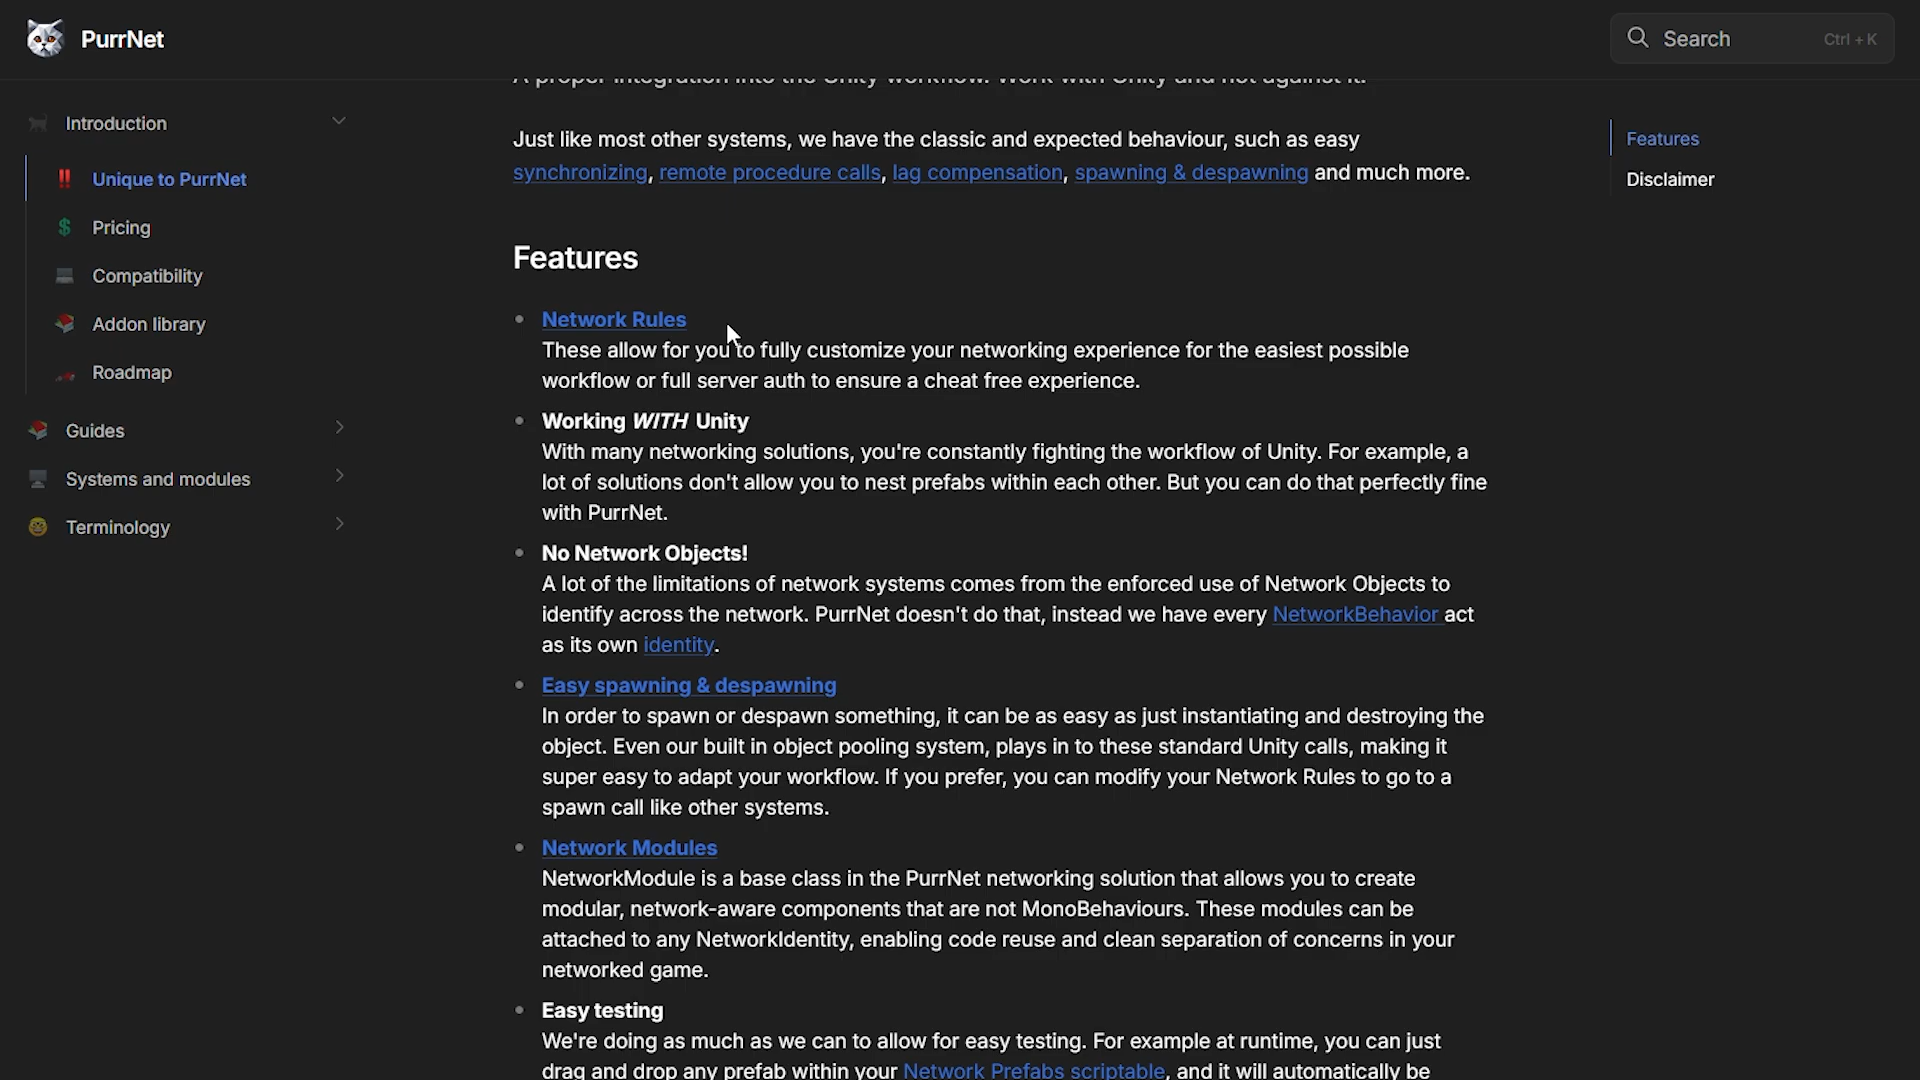 PurrNet
Search
Ctrl + K
A proper integration into the Unity workflow. Work with Unity and not against it.
Introduction
Unique to PurrNet
Pricing
Compatibility
Addon library
Roadmap
Guides
Systems and modules
Terminology
Just like most other systems, we have the classic and expected behaviour, such as easy
synchronizing, remote procedure calls, lag compensation, spawning & despawning and much more.
Features
Network Rules
These allow for you to fully customize your networking experience for the easiest possible
workflow or full server auth to ensure a cheat free experience.
Working WITH Unity
With many networking solutions, you're constantly fighting the workflow of Unity. For example, a
lot of solutions don't allow you to nest prefabs within each other. But you can do that perfectly fine
with PurrNet.
No Network Objects!
A lot of the limitations of network systems comes from the enforced use of Network Objects to
identify across the network. PurrNet doesn't do that, instead we have every NetworkBehavior act
as its own identity.
Easy spawning & despawning
In order to spawn or despawn something, it can be as easy as just instantiating and destroying the
object. Even our built in object pooling system, plays in to these standard Unity calls, making it
super easy to adapt your workflow. If you prefer, you can modify your Network Rules to go to a
spawn call like other systems.
Network Modules
NetworkModule is a base class in the PurrNet networking solution that allows you to create
modular, network-aware components that are not MonoBehaviours. These modules can be
attached to any NetworkIdentity, enabling code reuse and clean separation of concerns in your
networked game.
Easy testing
We're doing as much as we can to allow for easy testing. For example at runtime, you can just
drag and drop any prefab within your Network Prefabs scriptable, and it will automatically be
Features
Disclaimer